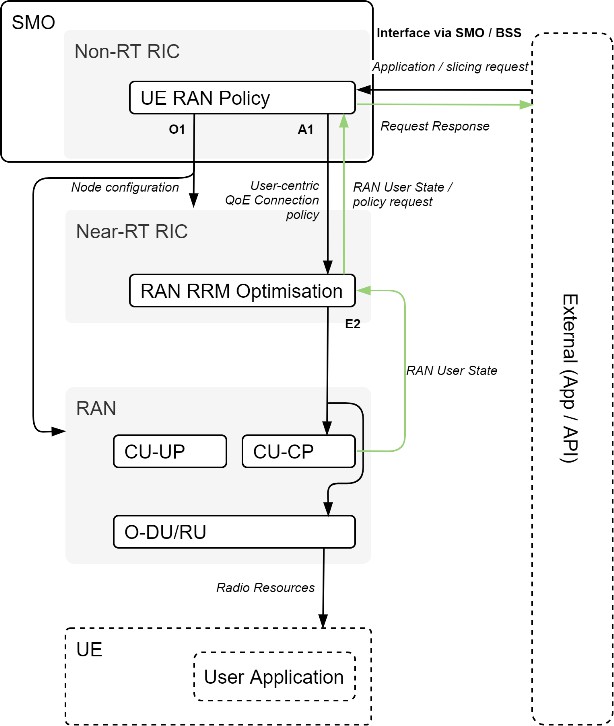 SMO
Interface via SMO / BSS
Non-RT RIC
Application / slicing request
UE RAN Policy
O1
A1
Request Response
Node configuration
User-centric
QoE Connection
policy
RAN User State /
policy request
Near-RT RIC
RAN RRM Optimisation
E2
External (App / API)
RAN User State
RAN
CU-UP
CU-CP
O-DU/RU
Radio Resources
UE
User Application